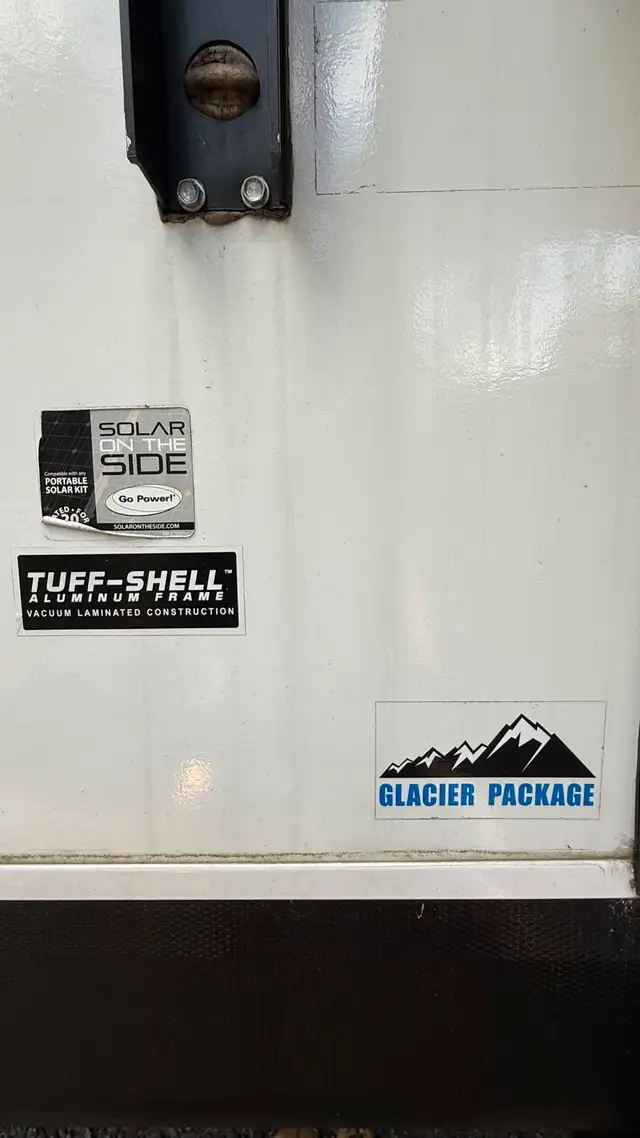 SOLAR
ON THE
SIDE
Compatible with any
PORTABLE
SOLAR KIT
Go Power!
SOLARONTHESIDE.COM
TUFF-SHELL™
ALUMINUM FRAME
VACUUM LAMINATED CONSTRUCTION
GLACIER PACKAGE